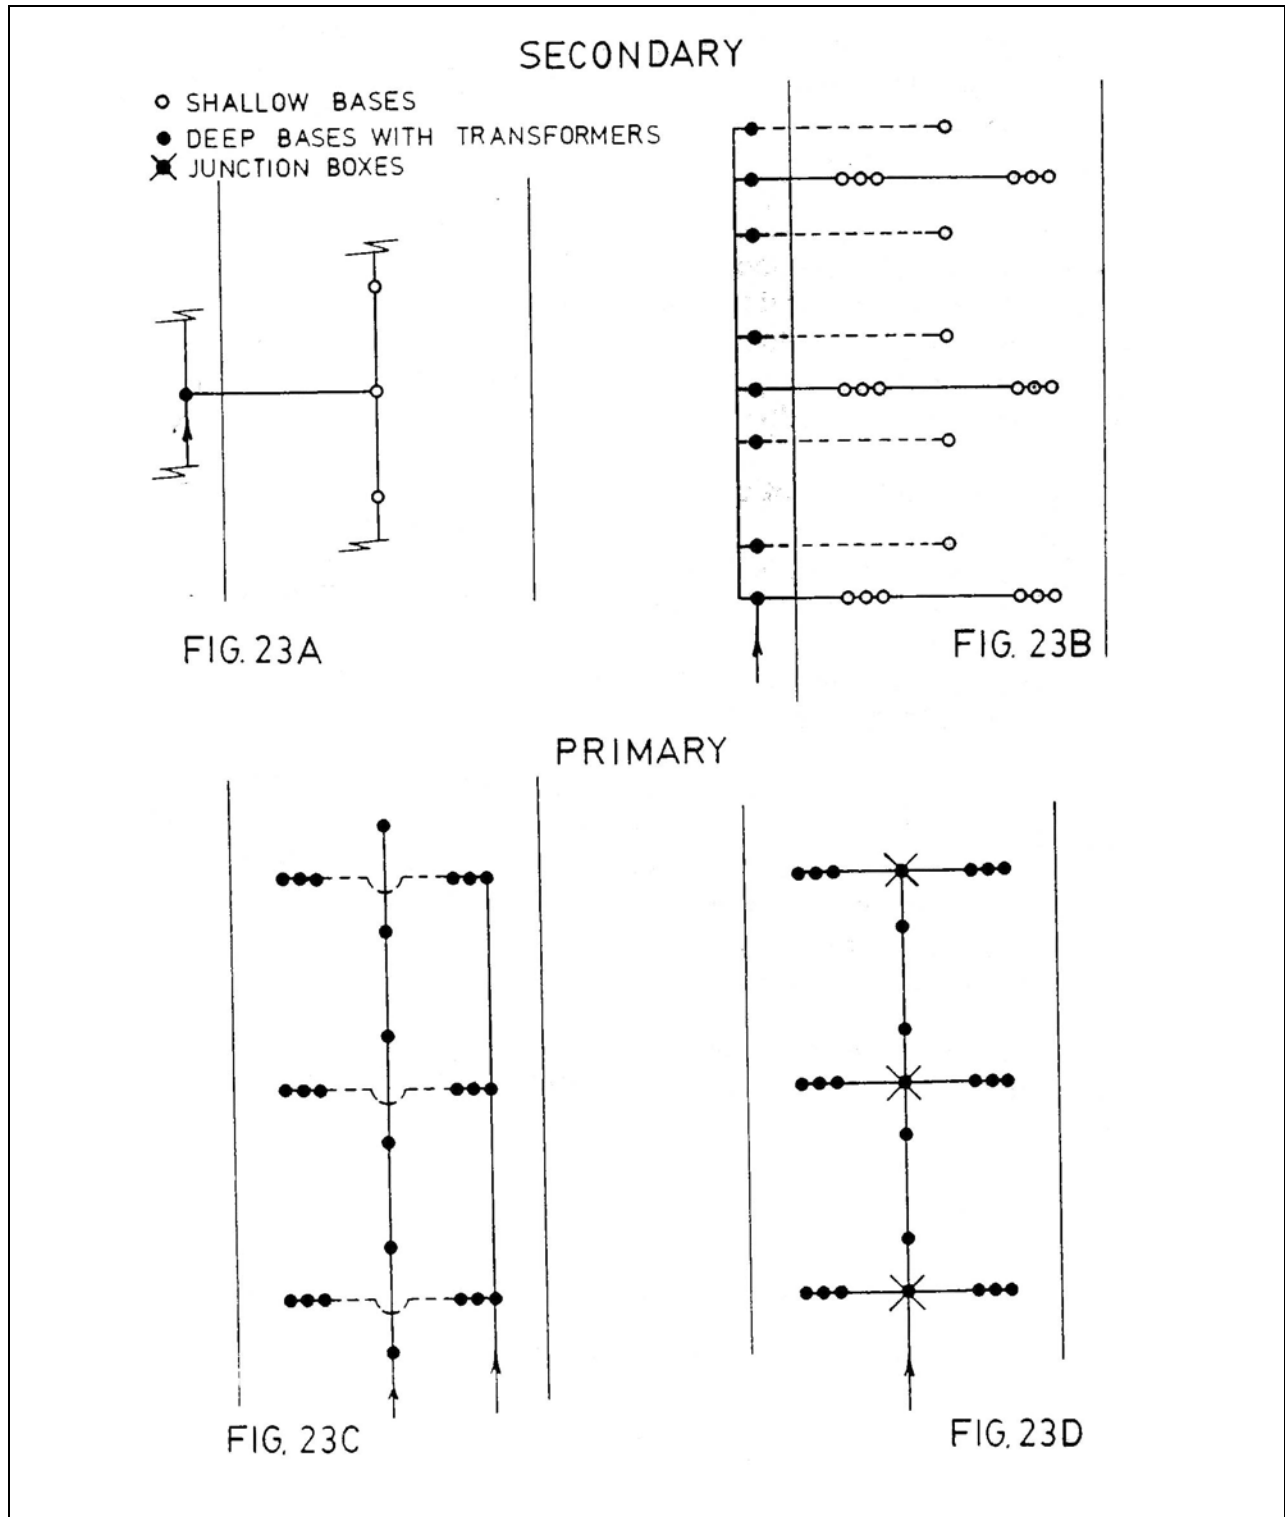 SECONDARY
SHALLOW BASES
DEEP BASES WITH TRANSFORMERS
JUNCTION BOXES
FIG. 23A
FIG. 23B
PRIMARY
FIG. 23C
FIG. 23D